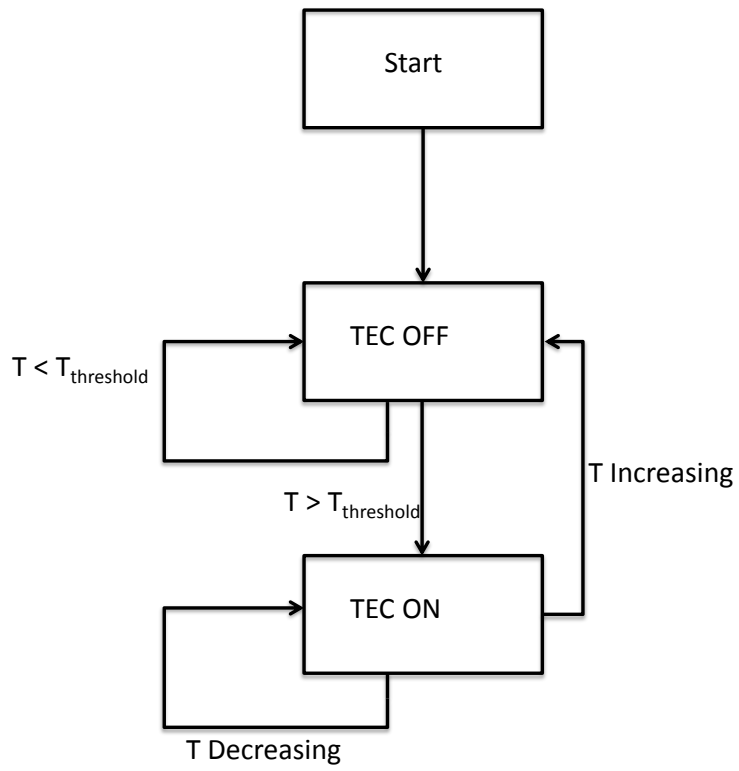 Start
TEC OFF
T < Tthreshold
T Increasing
T > Tthreshold
TEC ON
T Decreasing